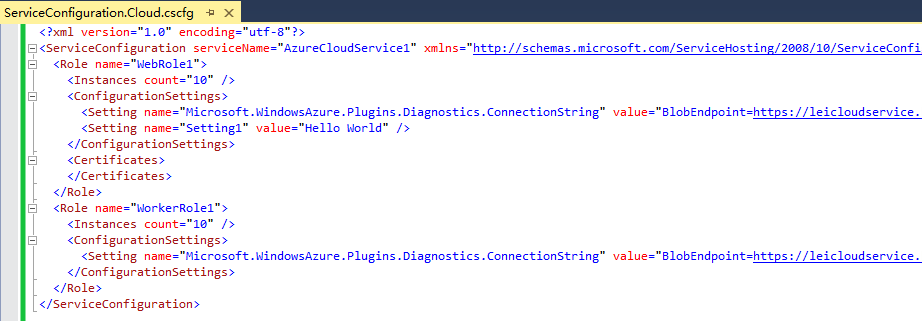 ServiceConfiguration.Cloud.cscfg
<?xml version="1.0" encoding="utf-8"?>
<ServiceConfiguration serviceName="AzureCloudService1" xmlns="http://schemas.microsoft.com/ServiceHosting/2008/10/ServiceConfi
<Role name="WebRole1">
<Instances count="10" />
<ConfigurationSettings>
<Setting name="Microsoft.WindowsAzure.Plugins.Diagnostics.ConnectionString" value="BlobEndpoint=https://leicloudservice.
<Setting name="Setting1" value="Hello World" />
</ConfigurationSettings>
<Certificates>
</Certificates>
</Role>
<Role name="WorkerRole1">
<Instances count="10" />
<ConfigurationSettings>
<Setting name="Microsoft.WindowsAzure.Plugins.Diagnostics.ConnectionString" value="BlobEndpoint=https://leicloudservice.
</ConfigurationSettings>
</Role>
</ServiceConfiguration>